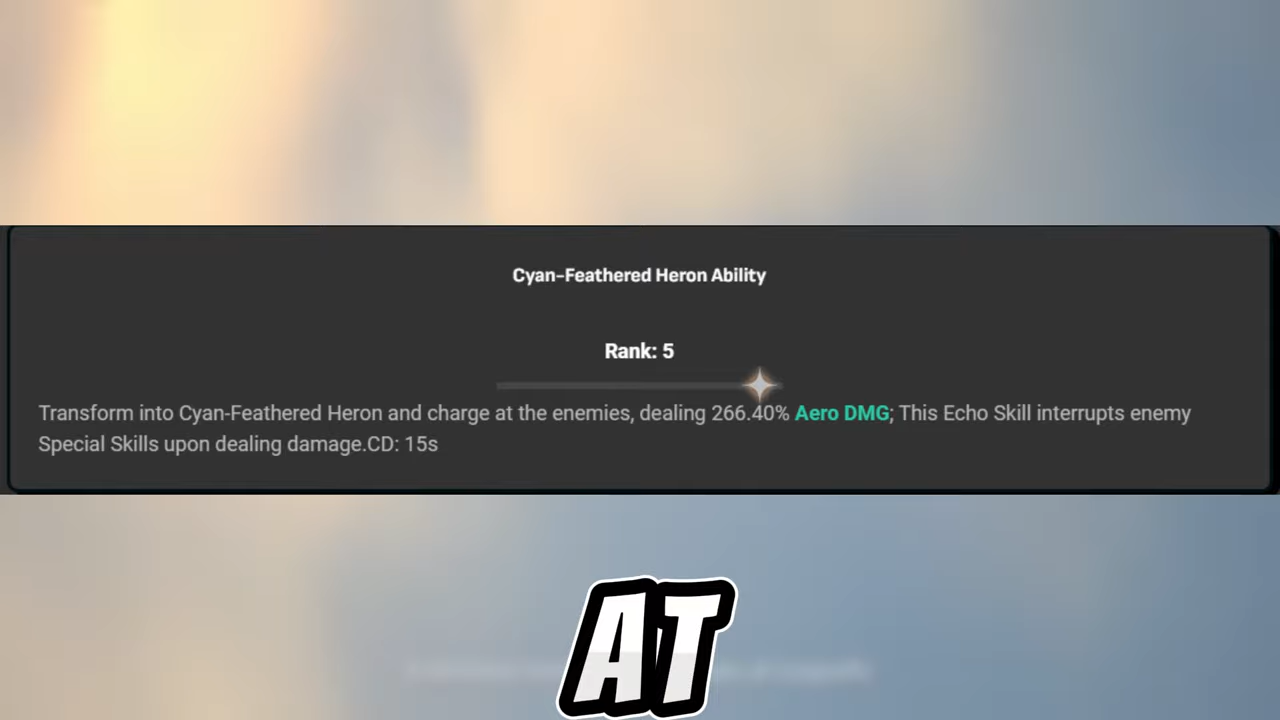 Cyan-Feathered Heron Ability
Rank: 5
Transform into Cyan-Feathered Heron and charge at the enemies, dealing 266.40% Aero DMG; This Echo Skill interrupts enemy
Special Skills upon dealing damage.CD: 15s
AT